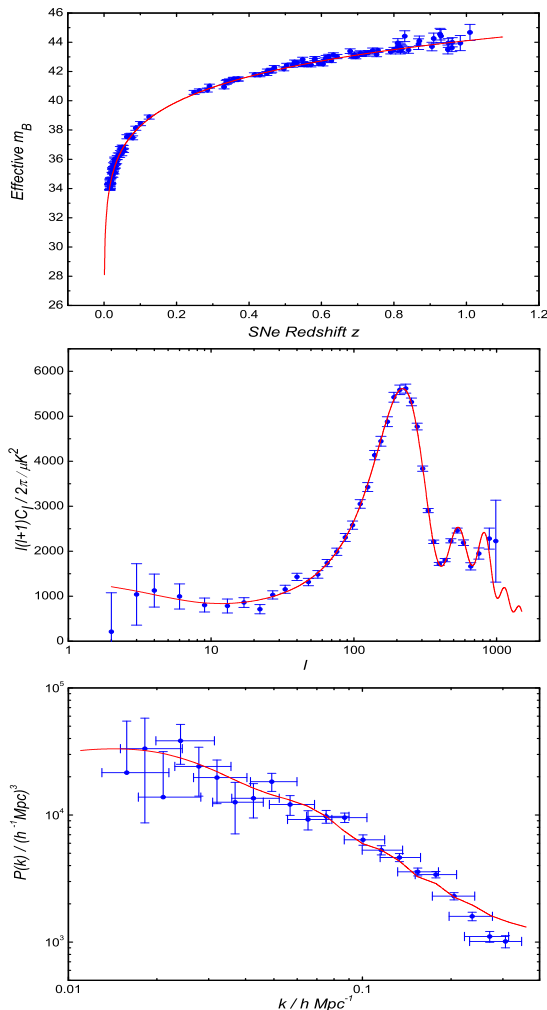 46
44
42
40
38
36
34
32
30
28
26
Effective m_B
0.0 0.2 0.4 0.6 0.8 1.0 1.2
SNe Redshift z
6000
5000
4000
3000
2000
1000
0
l(l+1)C_l / 2π / μK²
1 10 100 1000
l
10⁵
10⁴
10³
P(k) / (h⁻¹Mpc)³
0.01 0.1
k / h Mpc⁻¹